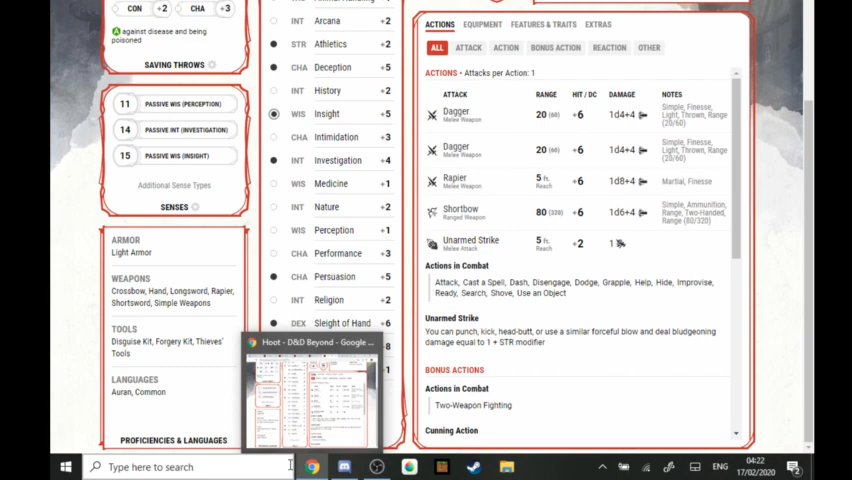 CON +2 CHA +3
against disease and being
poisoned
SAVING THROWS
11 PASSIVE WIS (PERCEPTION)
14 PASSIVE INT (INVESTIGATION)
15 PASSIVE WIS (INSIGHT)
Additional Sense Types
SENSES
ARMOR
Light Armor
WEAPONS
Crossbow, Hand, Longsword, Rapier,
Shortsword, Simple Weapons
TOOLS
Disguise Kit, Forgery Kit, Thieves'
Tools
LANGUAGES
Auran, Common
PROFICIENCIES & LANGUAGES
INT Arcana +2
STR Athletics +2
CHA Deception +5
INT History +2
WIS Insight +5
CHA Intimidation +3
INT Investigation +4
WIS Medicine +1
INT Nature +2
WIS Perception +1
CHA Performance +3
CHA Persuasion +5
INT Religion +2
DEX Sleight of Hand +6
Hoot - D&D Beyond - Google ...
ACTIONS EQUIPMENT FEATURES & TRAITS EXTRAS
ALL ATTACK ACTION BONUS ACTION REACTION OTHER
ACTIONS • Attacks per Action: 1
ATTACK RANGE HIT / DC DAMAGE NOTES
Dagger
Melee Weapon
20 (60) +6 1d4+4
Simple, Finesse,
Light, Thrown, Range
(20/60)
Dagger
Melee Weapon
20 (60) +6 1d4+4
Simple, Finesse,
Light, Thrown, Range
(20/60)
Rapier
Melee Weapon
5 ft.
Reach
+6 1d8+4 Martial, Finesse
Shortbow
Ranged Weapon
80 (320) +6 1d6+4
Simple, Ammunition,
Range, Two-Handed,
Range (80/320)
Unarmed Strike
Melee Attack
5 ft.
Reach
+2 1
Actions in Combat
Attack, Cast a Spell, Dash, Disengage, Dodge, Grapple, Help, Hide, Improvise,
Ready, Search, Shove, Use an Object
Unarmed Strike
You can punch, kick, head-butt, or use a similar forceful blow and deal bludgeoning
damage equal to 1 + STR modifier
BONUS ACTIONS
Actions in Combat
Two-Weapon Fighting
Cunning Action
Type here to search
ENG
04:22
17/02/2020
2